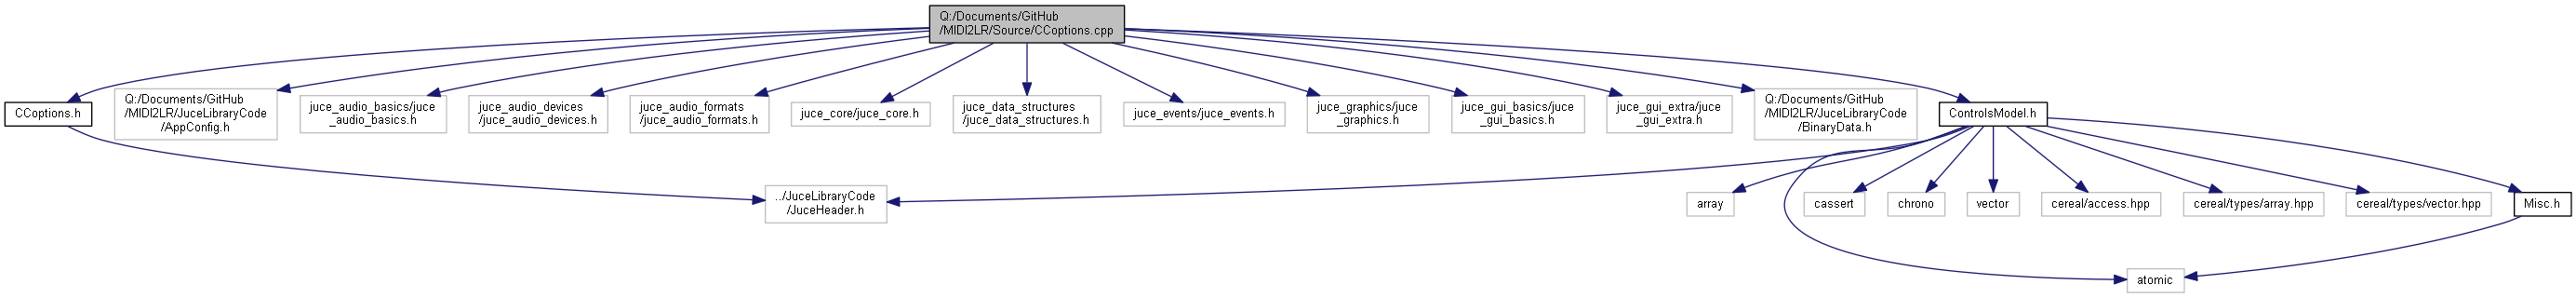 Q:/Documents/GitHub
/MIDI2LR/Source/CCoptions.cpp
CCoptions.h
Q:/Documents/GitHub
/MIDI2LR/JuceLibraryCode
/AppConfig.h
juce_audio_basics/juce
_audio_basics.h
juce_audio_devices
/juce_audio_devices.h
juce_audio_formats
/juce_audio_formats.h
juce_core/juce_core.h
juce_data_structures
/juce_data_structures.h
juce_events/juce_events.h
juce_graphics/juce
_graphics.h
juce_gui_basics/juce
_gui_basics.h
juce_gui_extra/juce
_gui_extra.h
Q:/Documents/GitHub
/MIDI2LR/JuceLibraryCode
/BinaryData.h
ControlsModel.h
../JuceLibraryCode
/JuceHeader.h
array
cassert
chrono
vector
cereal/access.hpp
cereal/types/array.hpp
cereal/types/vector.hpp
Misc.h
atomic